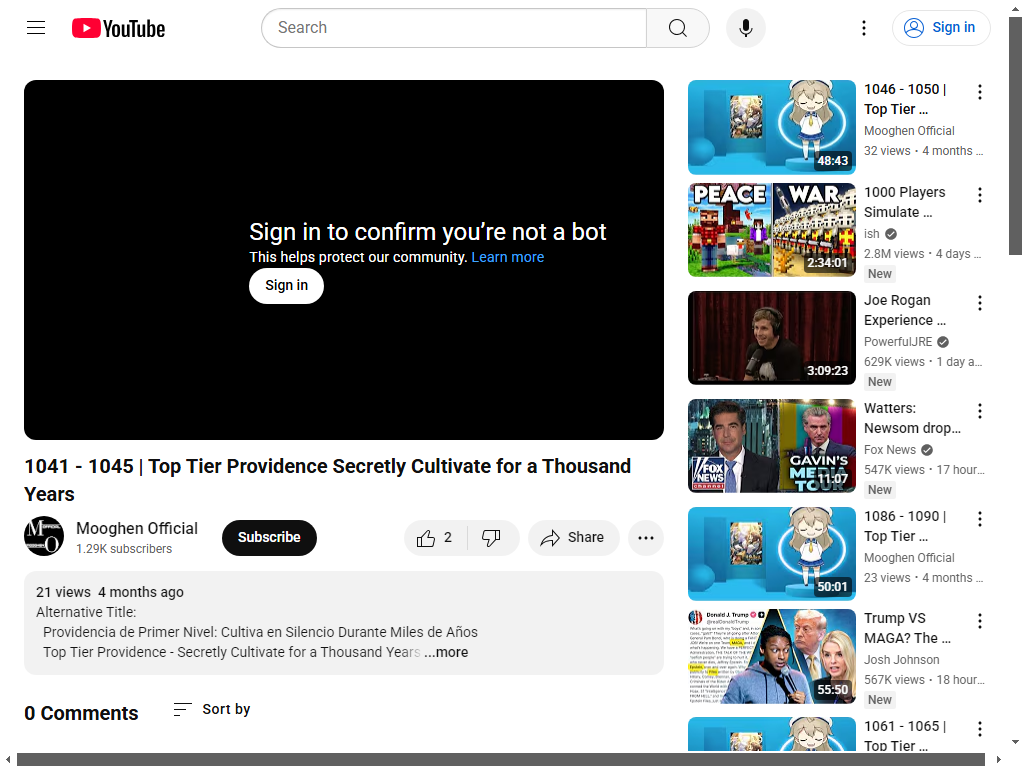 YouTube
Search
Sign in
Sign in to confirm you're not a bot
This helps protect our community. Learn more
Sign in
1041 - 1045 | Top Tier Providence Secretly Cultivate for a Thousand
Years
Mooghen Official
1.29K subscribers
Subscribe
2
Share
21 views 4 months ago
Alternative Title:
Providencia de Primer Nivel: Cultiva en Silencio Durante Miles de Años
Top Tier Providence - Secretly Cultivate for a Thousand Years ...more
0 Comments
Sort by
48:43
1046 - 1050 |
Top Tier ...
Mooghen Official
32 views • 4 months ...
PEACE WAR
2:34:01
1000 Players
Simulate ...
ish
2.8M views • 4 days ...
New
3:09:23
Joe Rogan
Experience ...
PowerfulJRE
629K views • 1 day a...
New
FOX
NEWS
channel
GAVIN'S
MEDIA
TOUR
11:07
Watters:
Newsom drop...
Fox News
547K views • 17 hour...
New
50:01
1086 - 1090 |
Top Tier ...
Mooghen Official
23 views • 4 months ...
Donald J. Trump
@realDonaldTrump
55:50
Trump VS
MAGA? The ...
Josh Johnson
567K views • 18 hour...
New
1061 - 1065 |
Top Tier ...